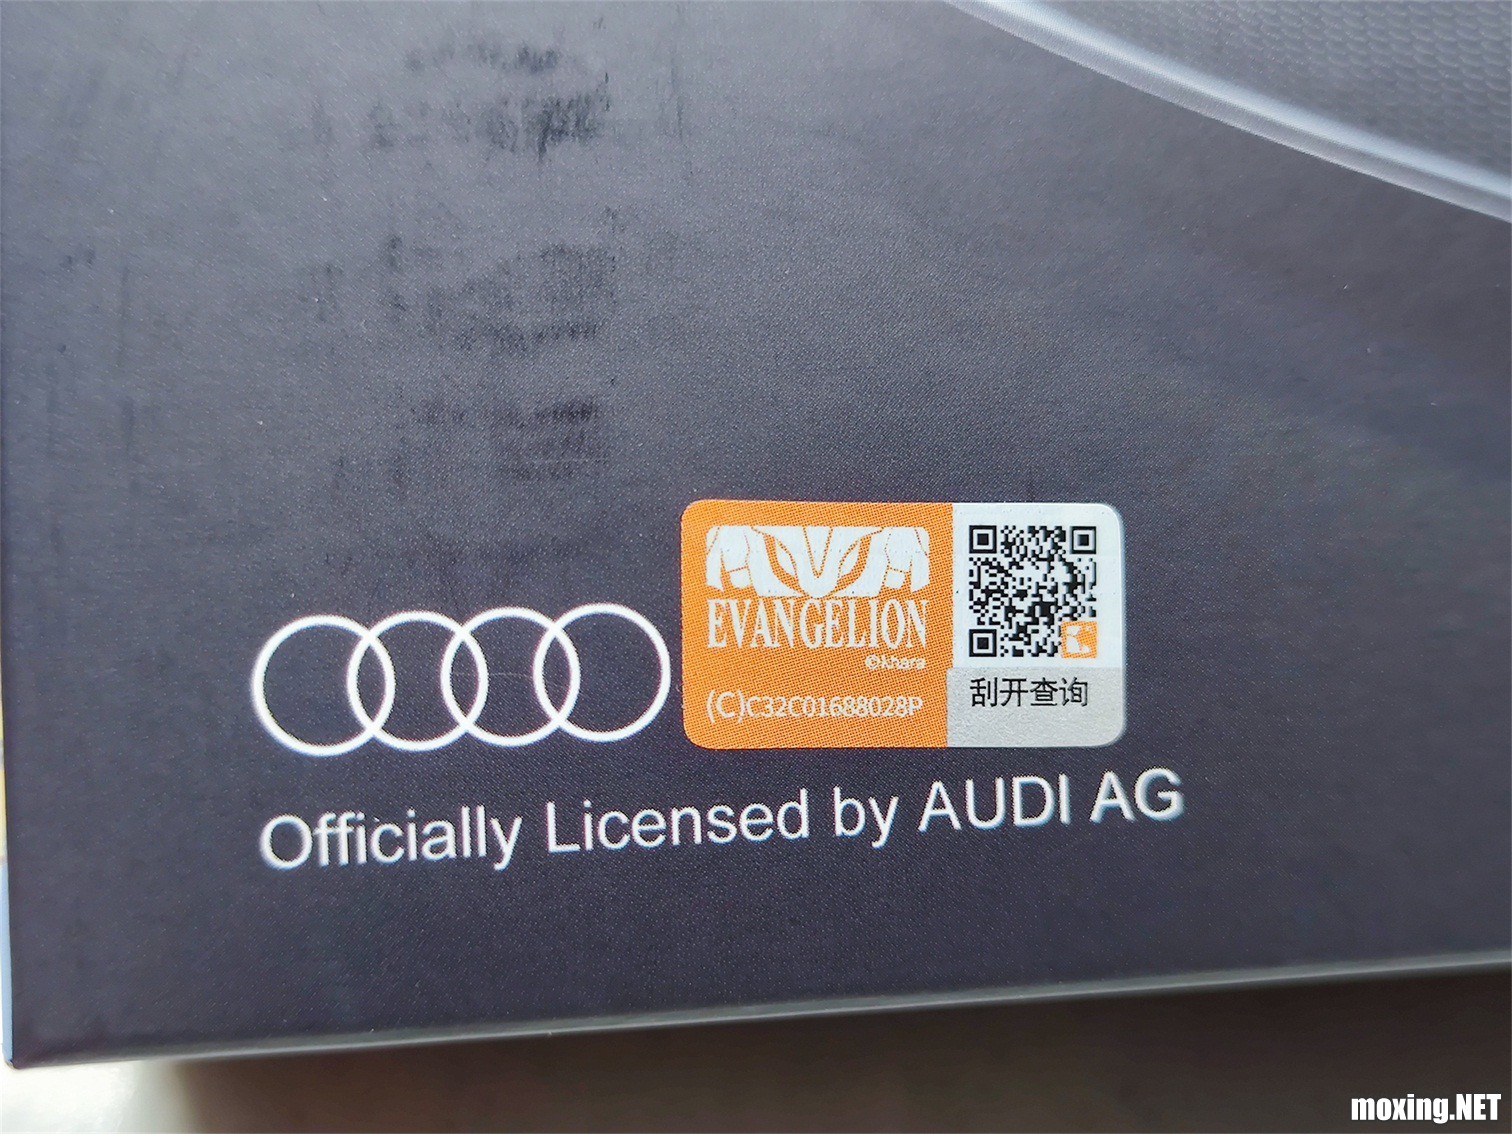 EVANGELION
©khara
(C)C32C01688028P
刮开查询
Officially Licensed by AUDI AG
moxing.NET